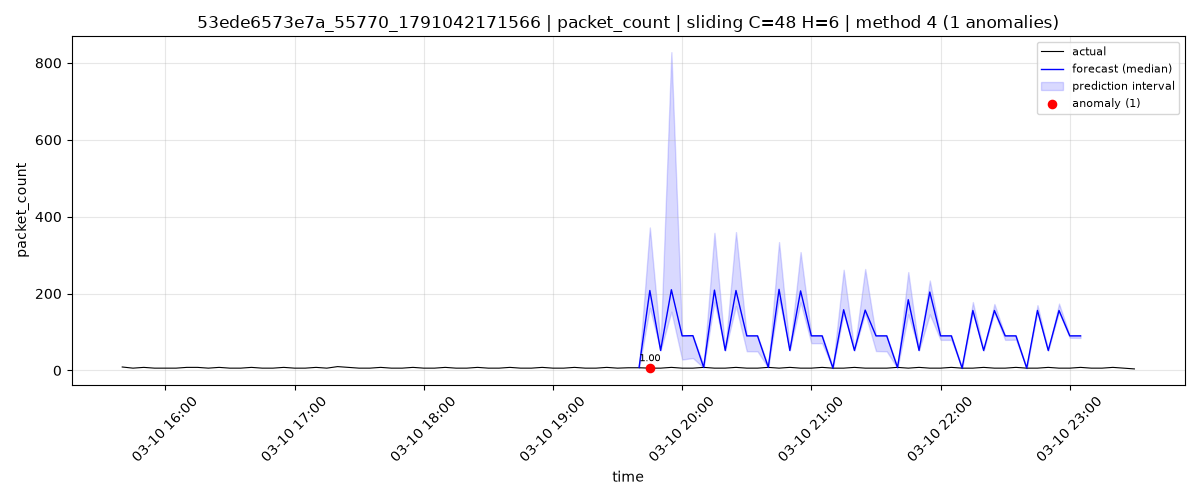 53ede6573e7a_55770_1791042171566 | packet_count | sliding C=48 H=6 | method 4 (1 anomalies)
actual
forecast (median)
prediction interval
anomaly (1)
800
600
400
200
0
packet_count
1.00
03-10 16:00
03-10 17:00
03-10 18:00
03-10 19:00
03-10 20:00
03-10 21:00
03-10 22:00
03-10 23:00
time